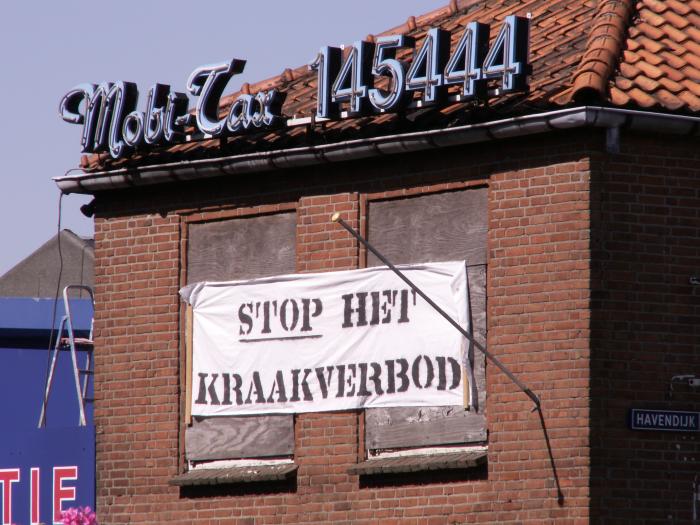 Mobi-Tax 145444
STOP HET
KRAAKVERBOD
HAVENDIJK
TIE